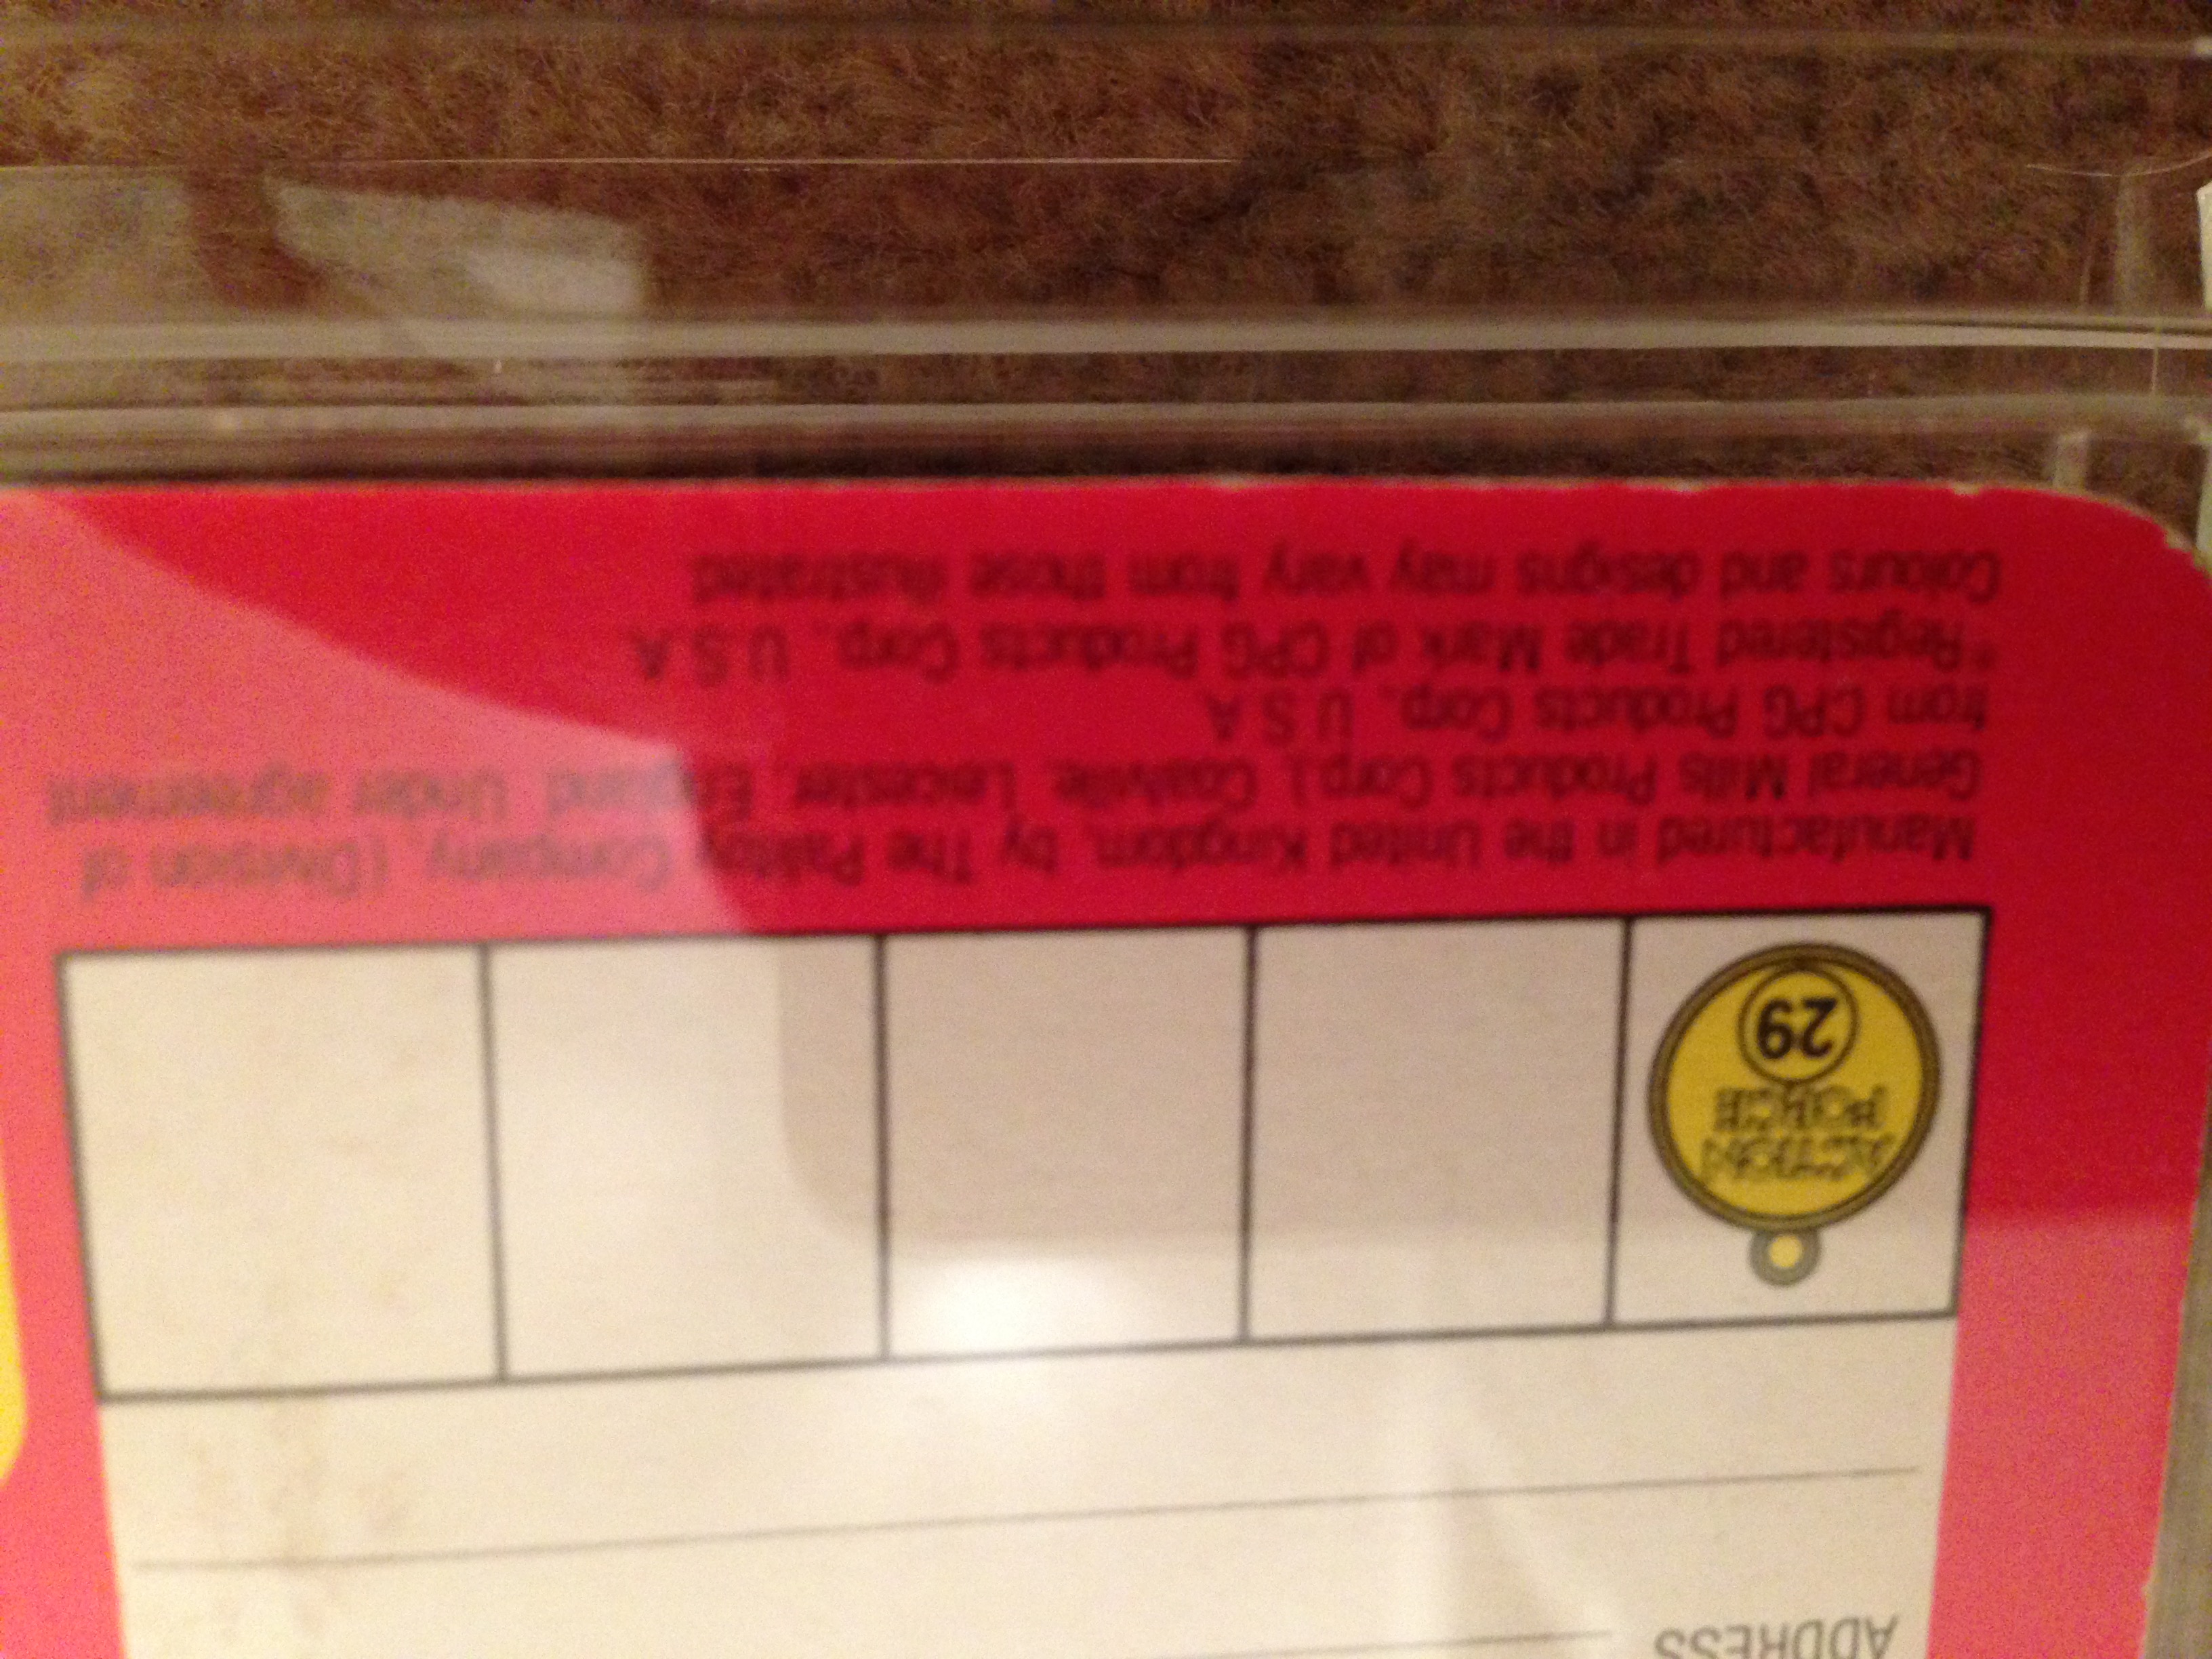 ADDRESS
ACTION
FORCE
29
Manufactured in the United Kingdom, by The Palitoy Company, (Division of
General Mills Products Corp.), Coalville, Leicester, England. Under agreement
from CPG Products Corp., U.S.A.
*Registered Trade Mark of CPG Products Corp., U.S.A.
Colours and designs may vary from those illustrated.